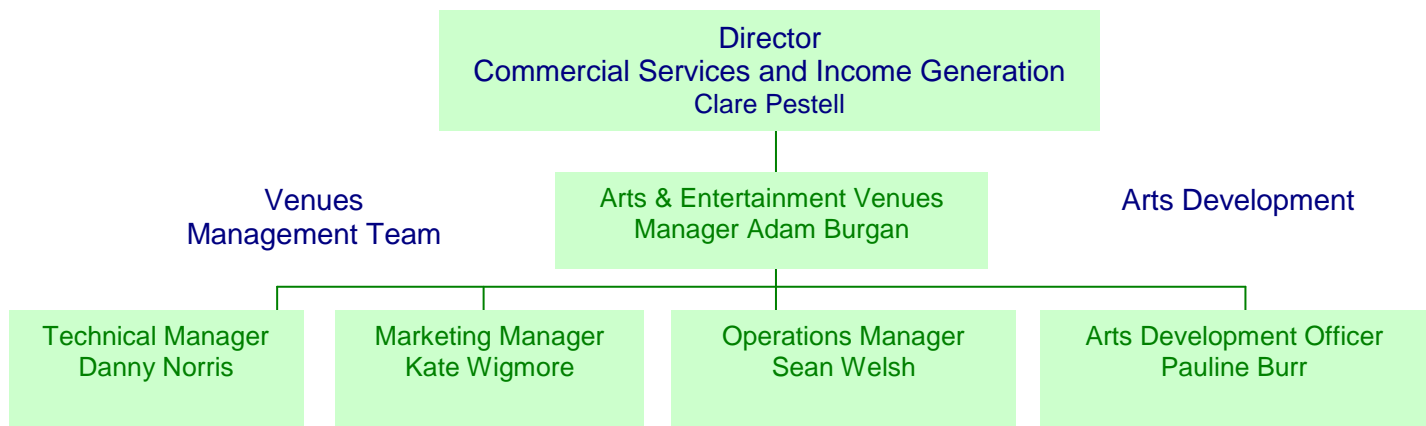 Director
Commercial Services and Income Generation
Clare Pestell
Venues
Management Team
Arts & Entertainment Venues
Manager Adam Burgan
Arts Development
Technical Manager
Danny Norris
Marketing Manager
Kate Wigmore
Operations Manager
Sean Welsh
Arts Development Officer
Pauline Burr